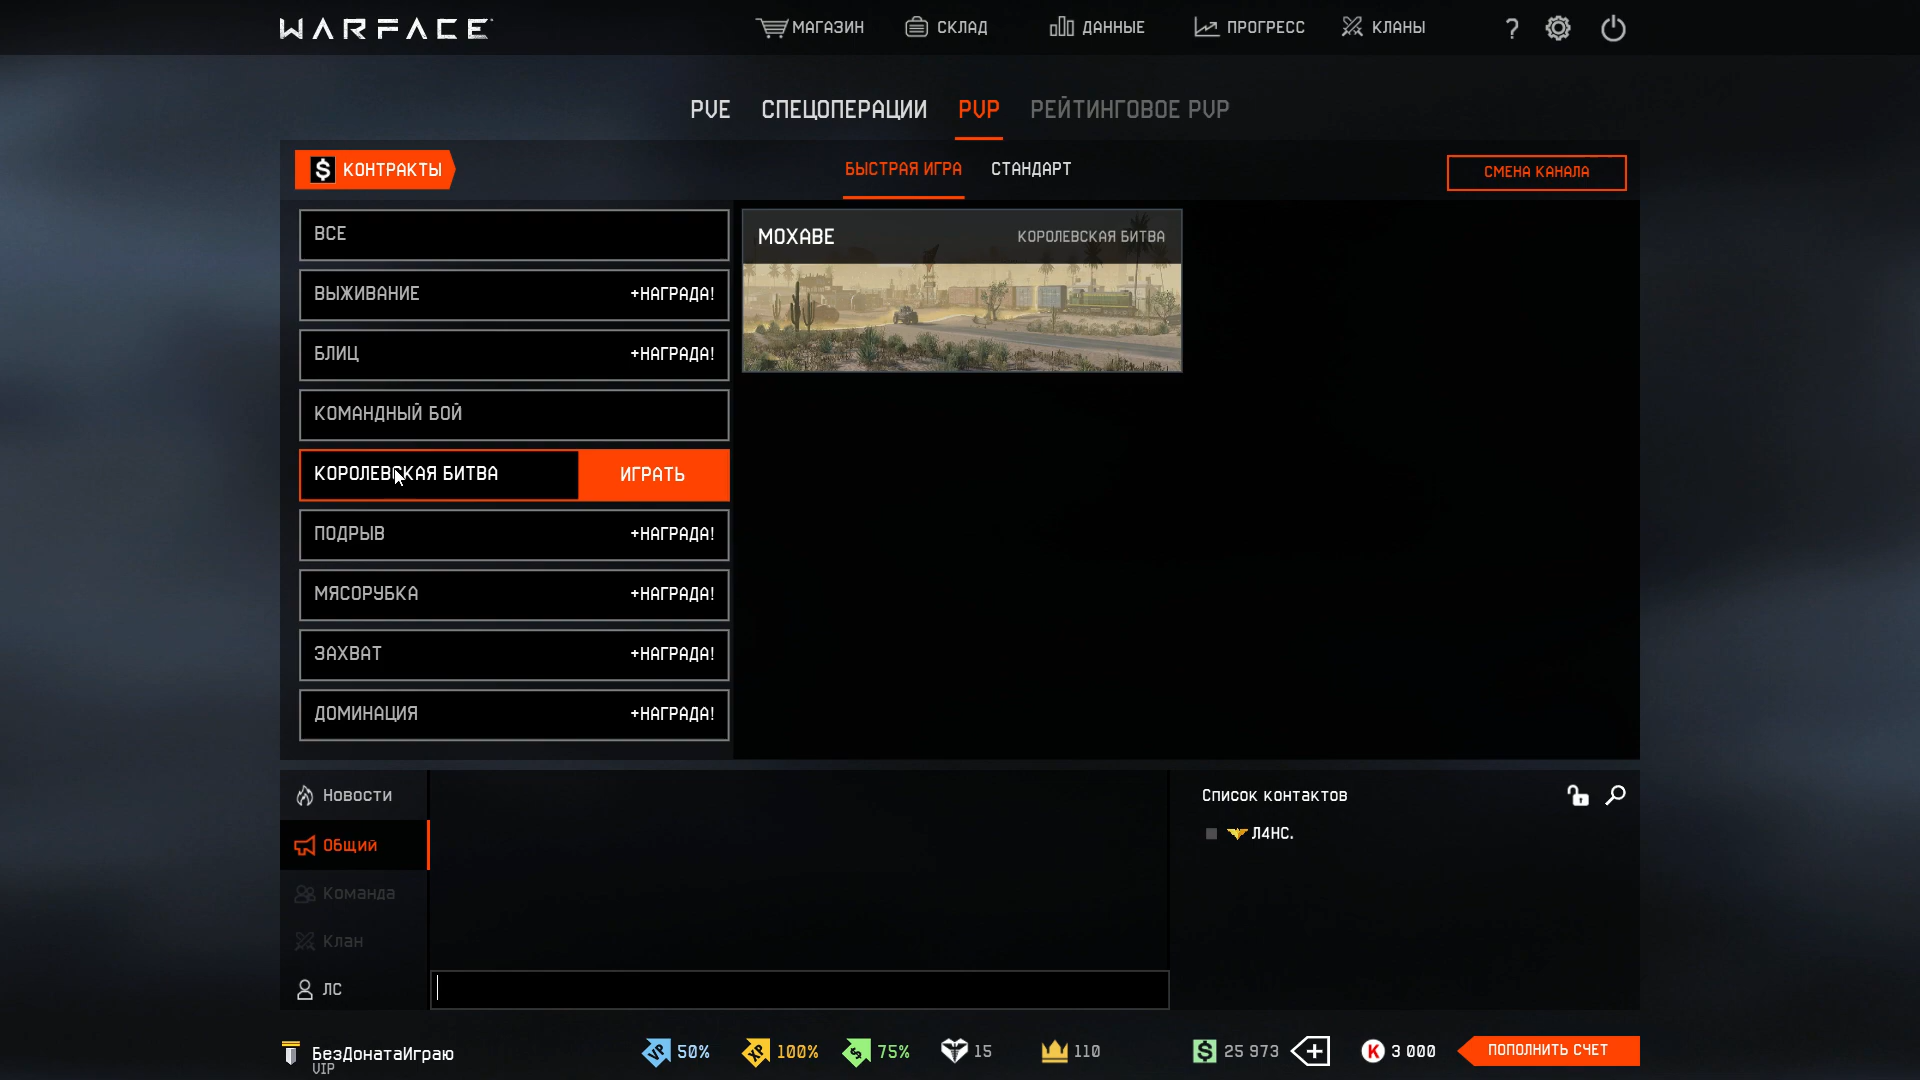 WARFACE
МАГАЗИН
СКЛАД
ДАННЫЕ
ПРОГРЕСС
КЛАНЫ
?
PVE
СПЕЦОПЕРАЦИИ
PVP
РЕЙТИНГОВОЕ PVP
$ КОНТРАКТЫ
БЫСТРАЯ ИГРА
СТАНДАРТ
СМЕНА КАНАЛА
ВСЕ
ВЫЖИВАНИЕ +НАГРАДА!
БЛИЦ +НАГРАДА!
КОМАНДНЫЙ БОЙ
КОРОЛЕВСКАЯ БИТВА ИГРАТЬ
ПОДРЫВ +НАГРАДА!
МЯСОРУБКА +НАГРАДА!
ЗАХВАТ +НАГРАДА!
ДОМИНАЦИЯ +НАГРАДА!
МОХАВЕ КОРОЛЕВСКАЯ БИТВА
Новости
Общий
Команда
Клан
ЛС
Список контактов
Л4НС.
БезДонатаИграю
VIP
VP 50%
XP 100%
$ 75%
15
110
$ 25 973
K 3 000
ПОПОЛНИТЬ СЧЕТ